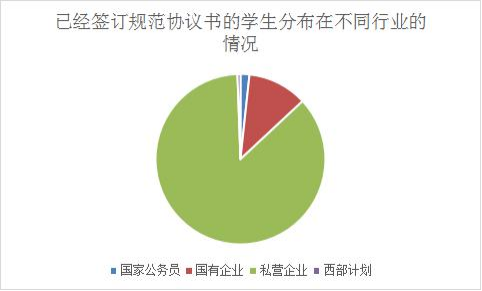 已经签订规范协议书的学生分布在不同行业的
情况
国家公务员 国有企业 私营企业 西部计划